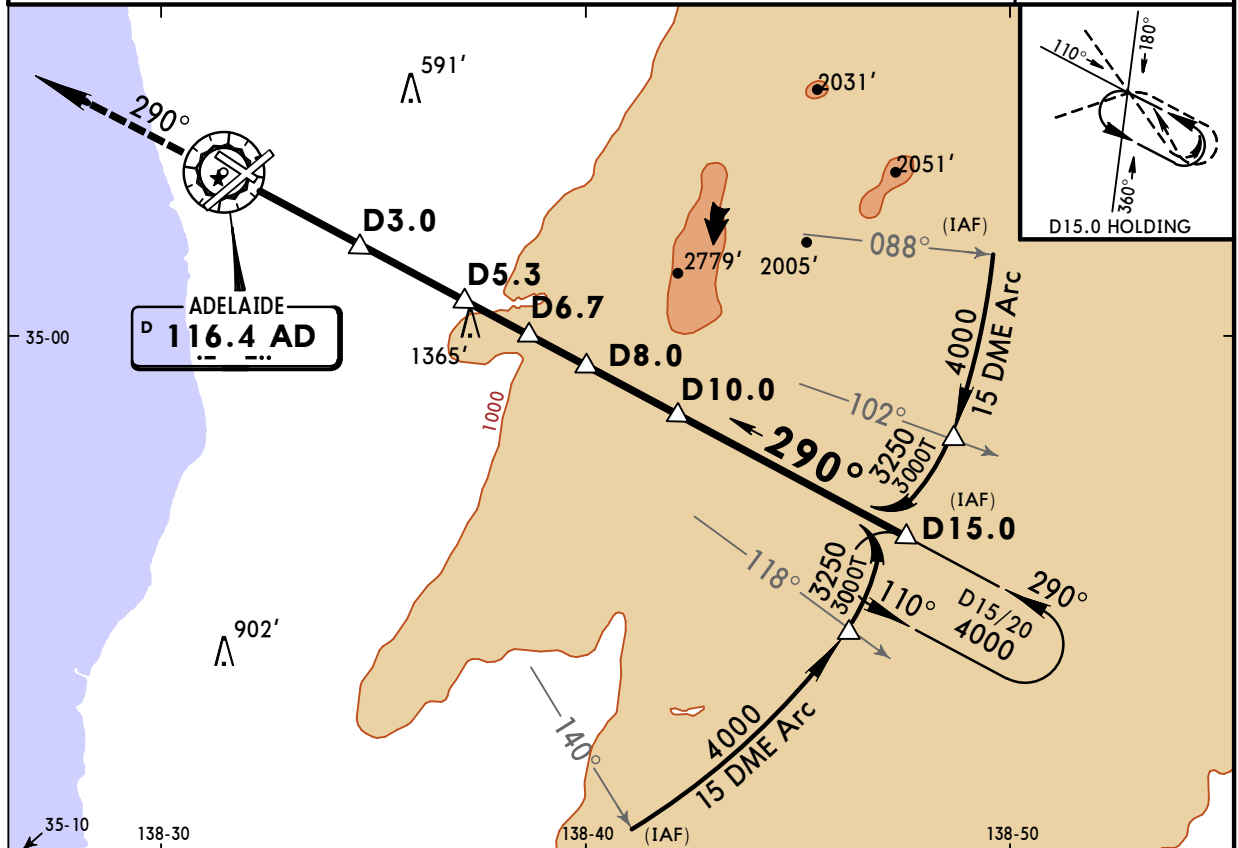 591'
2031'
110°
180°
360°
D15.0 HOLDING
290°
2051'
D3.0
(IAF)
088°
2779'
2005'
D5.3
ADELAIDE
D 116.4 AD
D6.7
35-00
1365'
D8.0
4000
15 DME Arc
D10.0
1000
102°
290°
3250
3000T
(IAF)
D15.0
118°
3250
3000T
110°
290°
D15/20
4000
902'
140°
4000
15 DME Arc
35-10
138-30
138-40
(IAF)
138-50